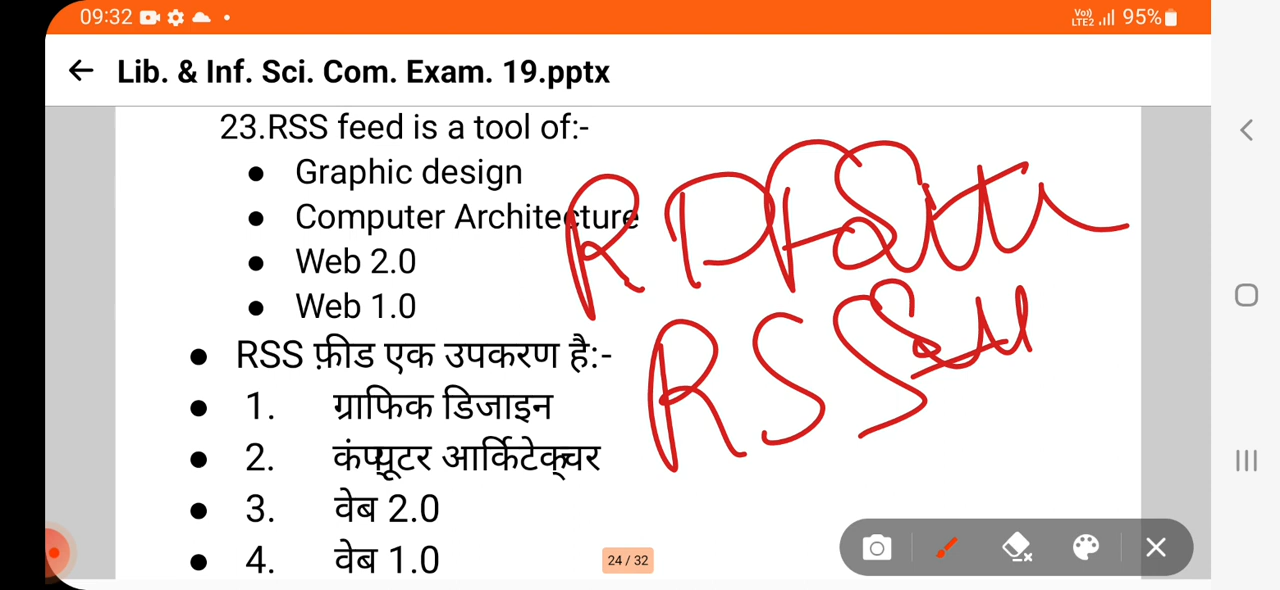 09:32 Vo)) LTE2 95%
Lib. & Inf. Sci. Com. Exam. 19.pptx
23.RSS feed is a tool of:-
● Graphic design
● Computer Architecture
● Web 2.0
● Web 1.0
● RSS फ़ीड एक उपकरण है:-
● 1. ग्राफिक डिजाइन
● 2. कंप्यूटर आर्किटेक्चर
● 3. वेब 2.0
● 4. वेब 1.0
R D F
RSS
24 / 32